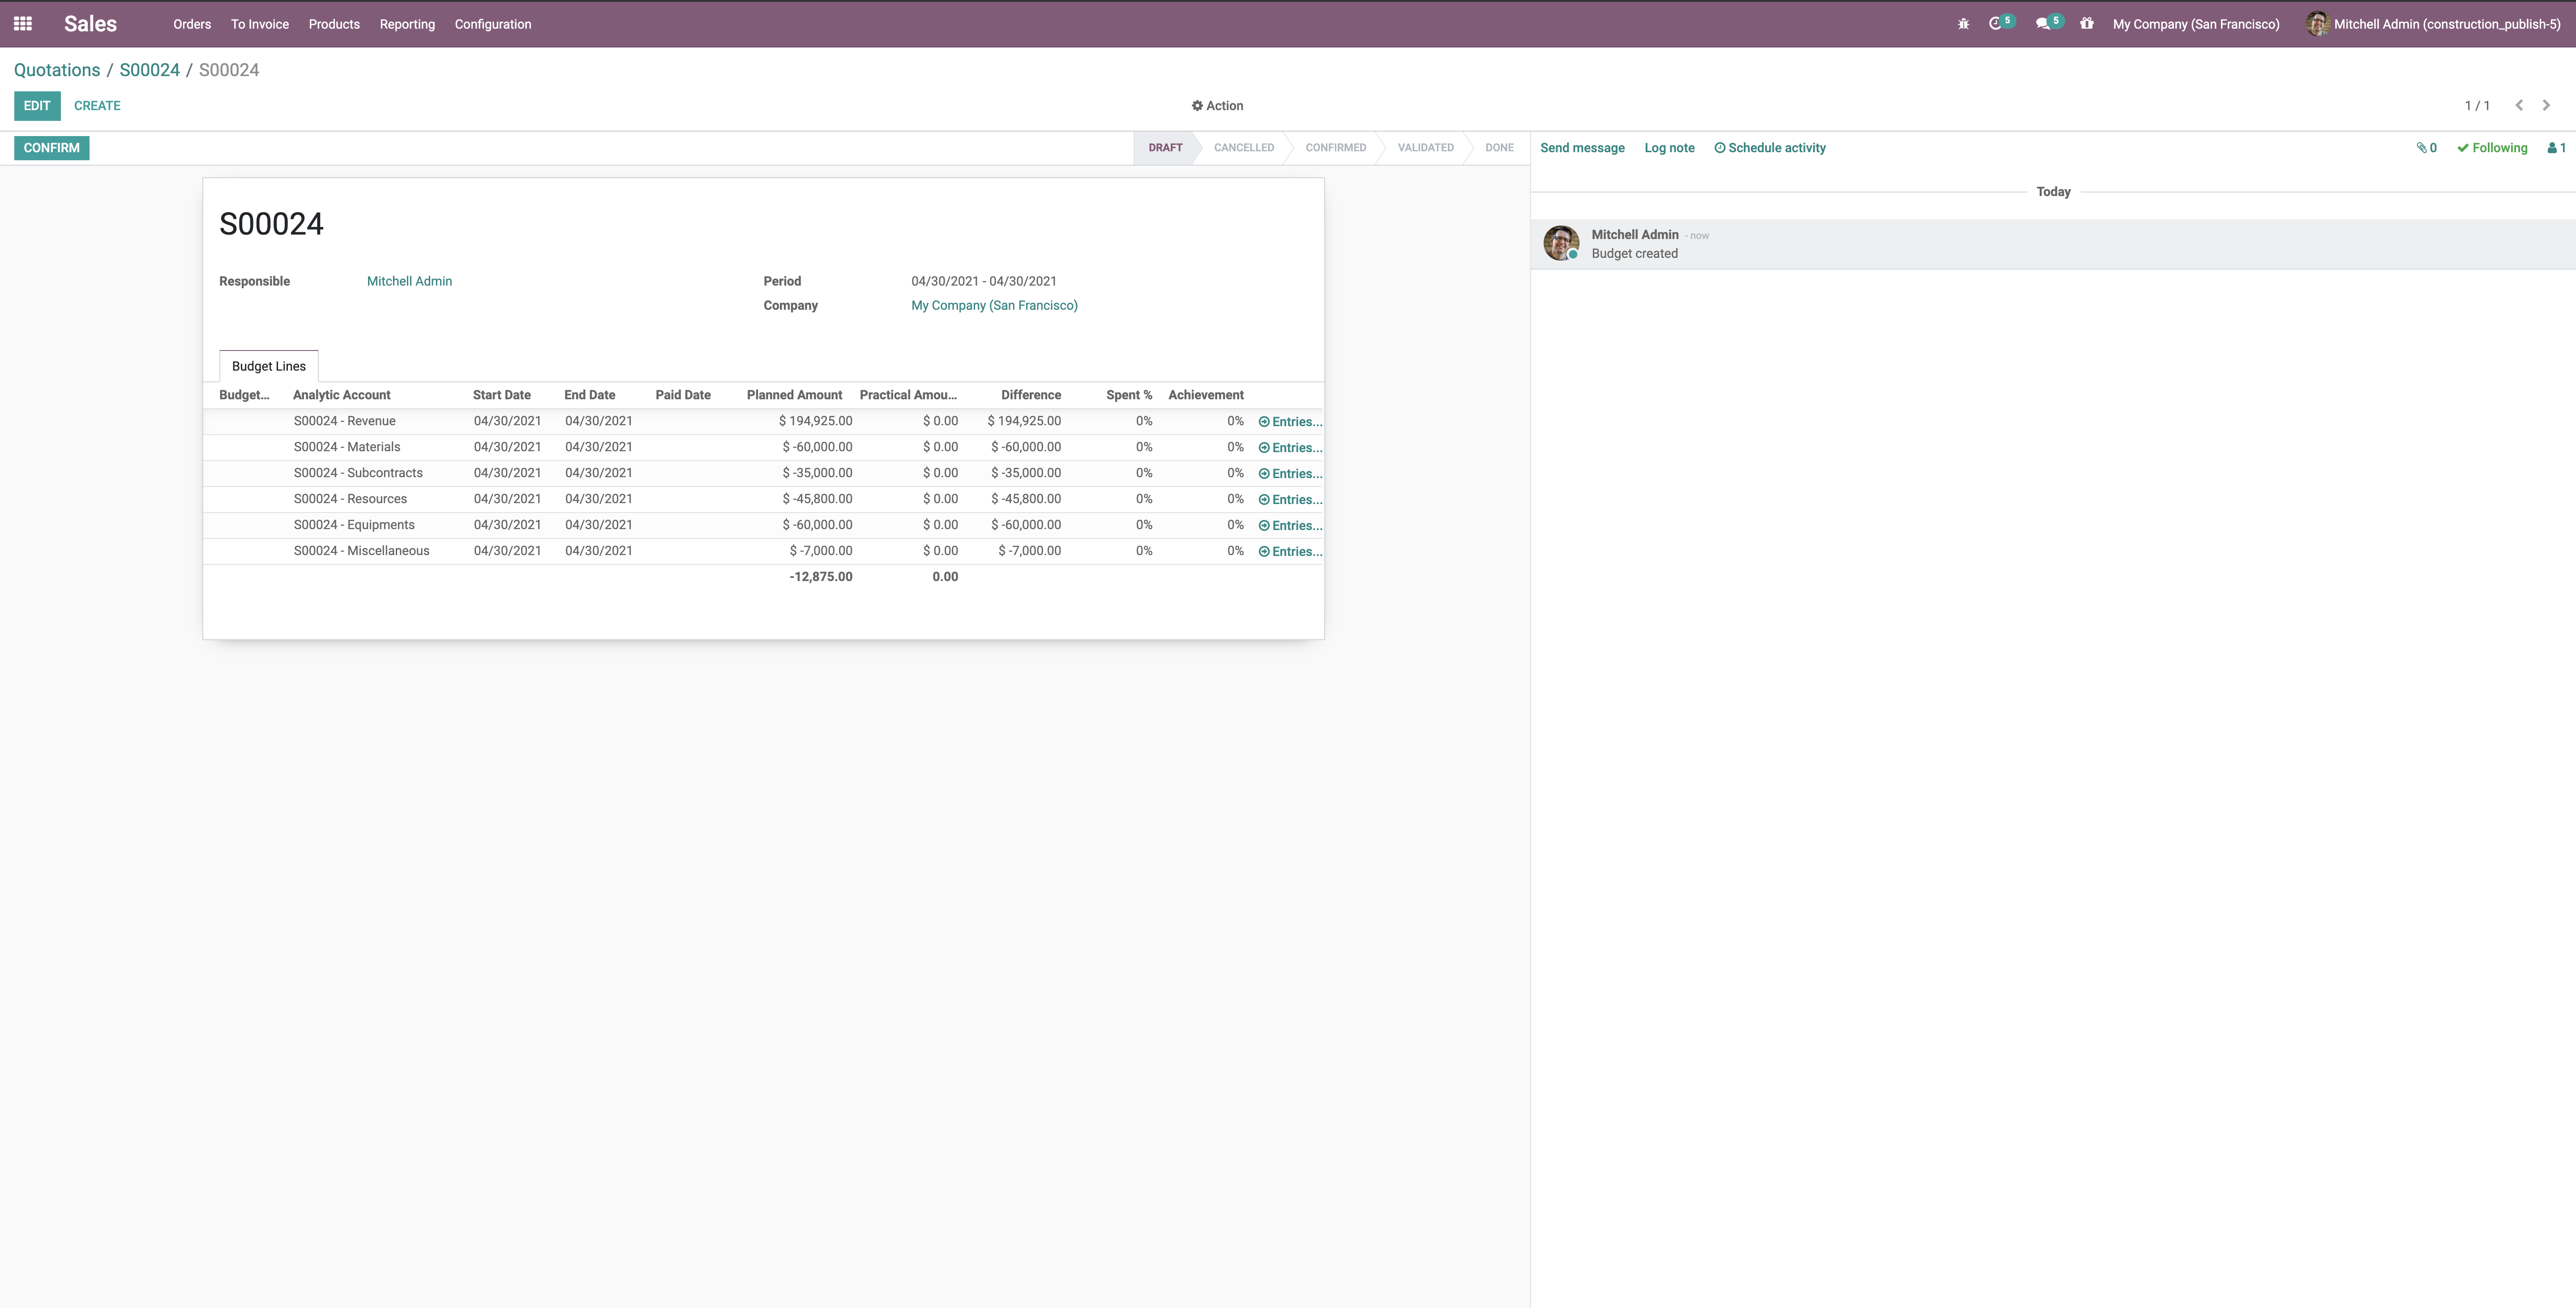 Sales Orders To Invoice Products Reporting Configuration 5 5 My Company (San Francisco) Mitchell Admin (construction_publish-5)
Quotations / S00024 / S00024
EDIT CREATE Action 1 / 1
CONFIRM DRAFT CANCELLED CONFIRMED VALIDATED DONE Send message Log note Schedule activity 0 Following 1
Today
S00024
Mitchell Admin - now
Budget created
Responsible Mitchell Admin Period 04/30/2021 - 04/30/2021
Company My Company (San Francisco)
Budget Lines
Budget... Analytic Account Start Date End Date Paid Date Planned Amount Practical Amou... Difference Spent % Achievement
S00024 - Revenue 04/30/2021 04/30/2021 $ 194,925.00 $ 0.00 $ 194,925.00 0% 0% Entries...
S00024 - Materials 04/30/2021 04/30/2021 $ -60,000.00 $ 0.00 $ -60,000.00 0% 0% Entries...
S00024 - Subcontracts 04/30/2021 04/30/2021 $ -35,000.00 $ 0.00 $ -35,000.00 0% 0% Entries...
S00024 - Resources 04/30/2021 04/30/2021 $ -45,800.00 $ 0.00 $ -45,800.00 0% 0% Entries...
S00024 - Equipments 04/30/2021 04/30/2021 $ -60,000.00 $ 0.00 $ -60,000.00 0% 0% Entries...
S00024 - Miscellaneous 04/30/2021 04/30/2021 $ -7,000.00 $ 0.00 $ -7,000.00 0% 0% Entries...
-12,875.00 0.00